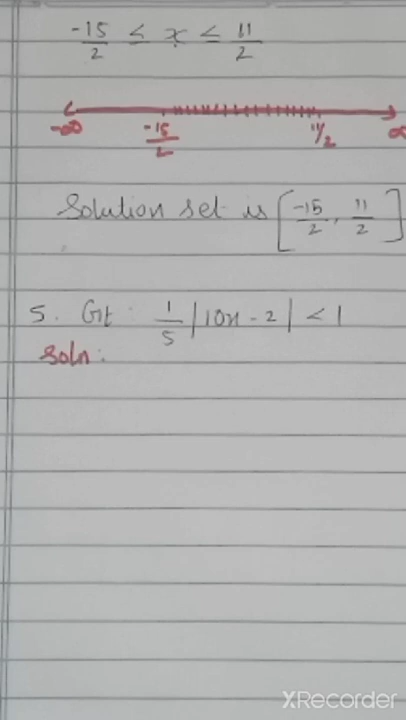 -15/2 ≤ x ≤ 11/2
-∞ -15/2 11/2 ∞
Solution set is [-15/2, 11/2]
5. Git: 1/5 |10x - 2| < 1
Soln:
XRecorder